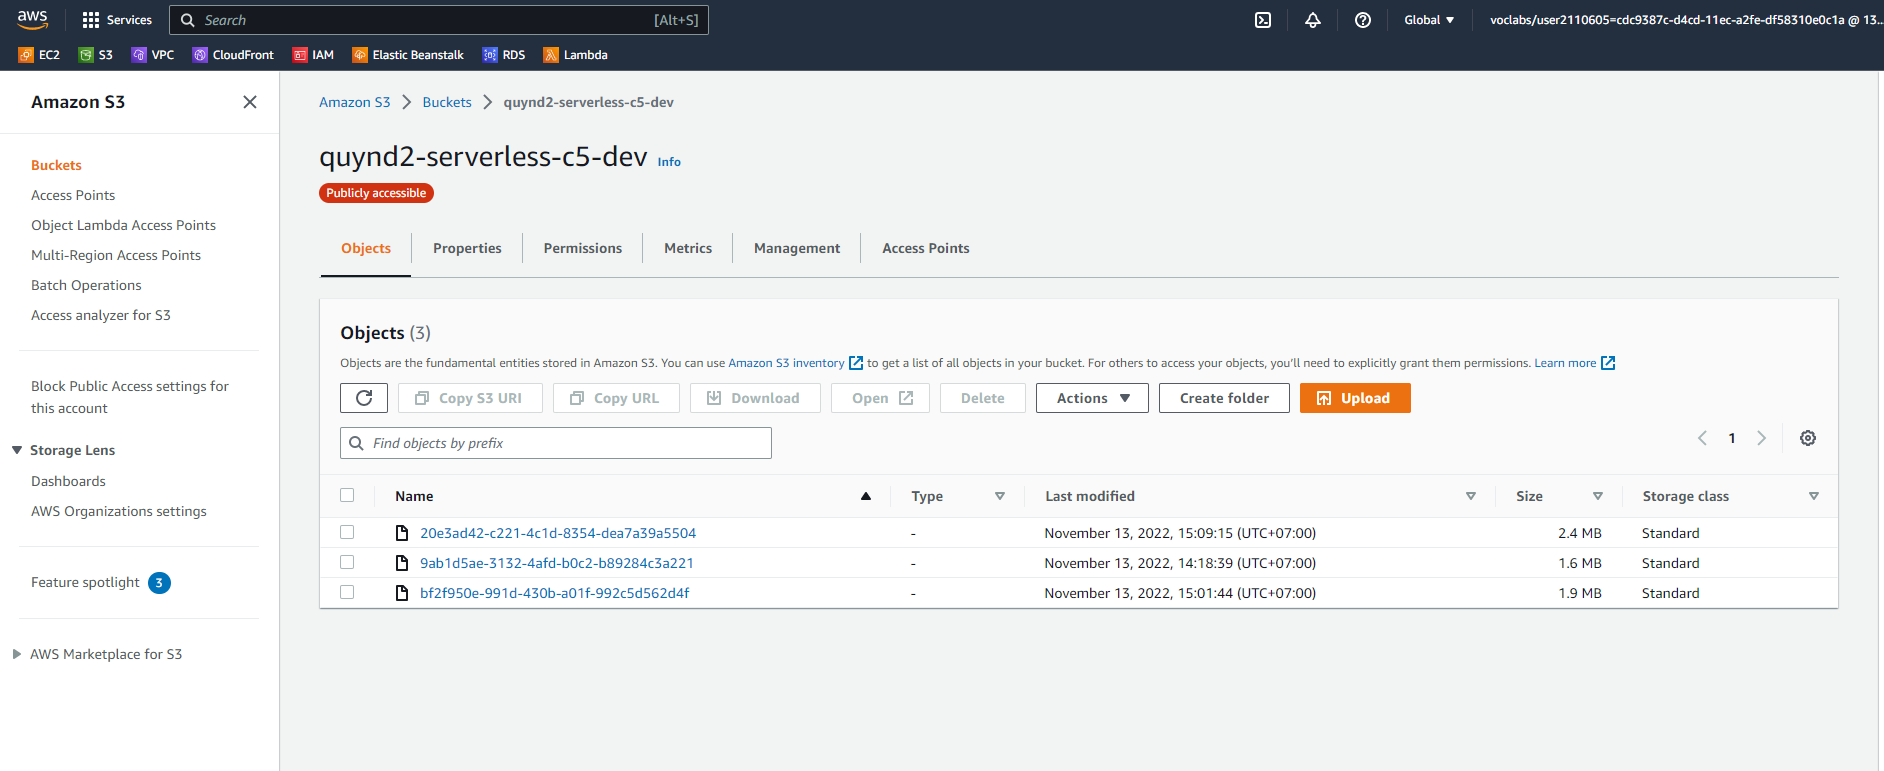 aws Services Search [Alt+S] Global voclabs/user2110605=cdc9387c-d4cd-11ec-a2fe-df58310e0c1a @ 13...
EC2 S3 VPC CloudFront IAM Elastic Beanstalk RDS Lambda
Amazon S3
Buckets
Access Points
Object Lambda Access Points
Multi-Region Access Points
Batch Operations
Access analyzer for S3
Block Public Access settings for
this account
Storage Lens
Dashboards
AWS Organizations settings
Feature spotlight 3
AWS Marketplace for S3
Amazon S3 Buckets quynd2-serverless-c5-dev
quynd2-serverless-c5-dev Info
Publicly accessible
Objects Properties Permissions Metrics Management Access Points
Objects (3)
Objects are the fundamental entities stored in Amazon S3. You can use Amazon S3 inventory to get a list of all objects in your bucket. For others to access your objects, you'll need to explicitly grant them permissions. Learn more
Copy S3 URI Copy URL Download Open Delete Actions Create folder Upload
Find objects by prefix 1
Name Type Last modified Size Storage class
20e3ad42-c221-4c1d-8354-dea7a39a5504 - November 13, 2022, 15:09:15 (UTC+07:00) 2.4 MB Standard
9ab1d5ae-3132-4afd-b0c2-b89284c3a221 - November 13, 2022, 14:18:39 (UTC+07:00) 1.6 MB Standard
bf2f950e-991d-430b-a01f-992c5d562d4f - November 13, 2022, 15:01:44 (UTC+07:00) 1.9 MB Standard